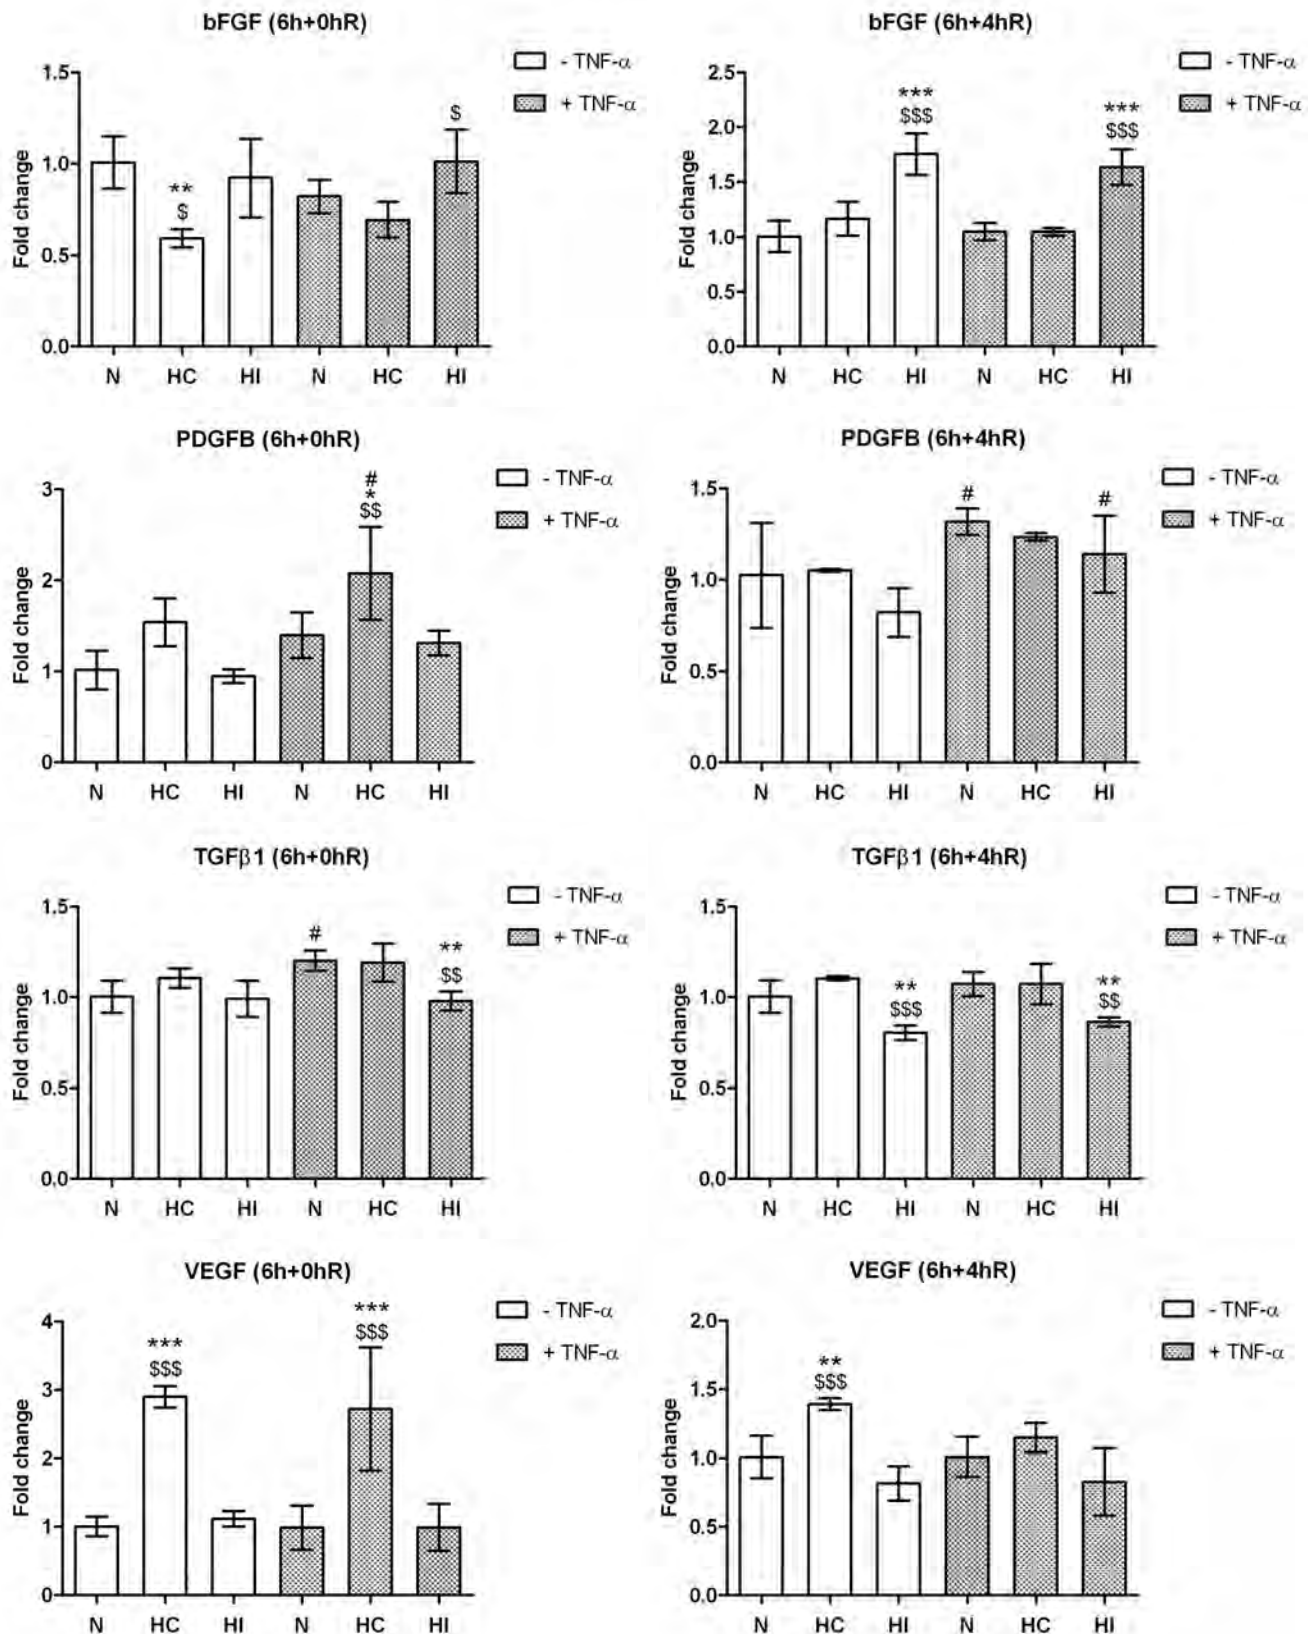 bFGF (6h+0hR)
- TNF-α
+ TNF-α
Fold change
1.5
1.0
0.5
0.0
**
$
$
N HC HI N HC HI
bFGF (6h+4hR)
- TNF-α
+ TNF-α
Fold change
2.5
2.0
1.5
1.0
0.5
0.0
***
$$$
***
$$$
N HC HI N HC HI
PDGFB (6h+0hR)
- TNF-α
+ TNF-α
Fold change
3
2
1
0
#
*
$$
N HC HI N HC HI
PDGFB (6h+4hR)
- TNF-α
+ TNF-α
Fold change
1.5
1.0
0.5
0.0
#
#
N HC HI N HC HI
TGFβ1 (6h+0hR)
- TNF-α
+ TNF-α
Fold change
1.5
1.0
0.5
0.0
#
**
$$
N HC HI N HC HI
TGFβ1 (6h+4hR)
- TNF-α
+ TNF-α
Fold change
1.5
1.0
0.5
0.0
**
$$$
**
$$
N HC HI N HC HI
VEGF (6h+0hR)
- TNF-α
+ TNF-α
Fold change
4
3
2
1
0
***
$$$
***
$$$
N HC HI N HC HI
VEGF (6h+4hR)
- TNF-α
+ TNF-α
Fold change
2.0
1.5
1.0
0.5
0.0
**
$$$
N HC HI N HC HI